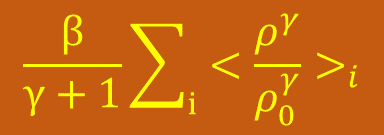 β/(γ + 1) ∑ᵢ < ρ^γ/ρ₀^γ >ᵢ